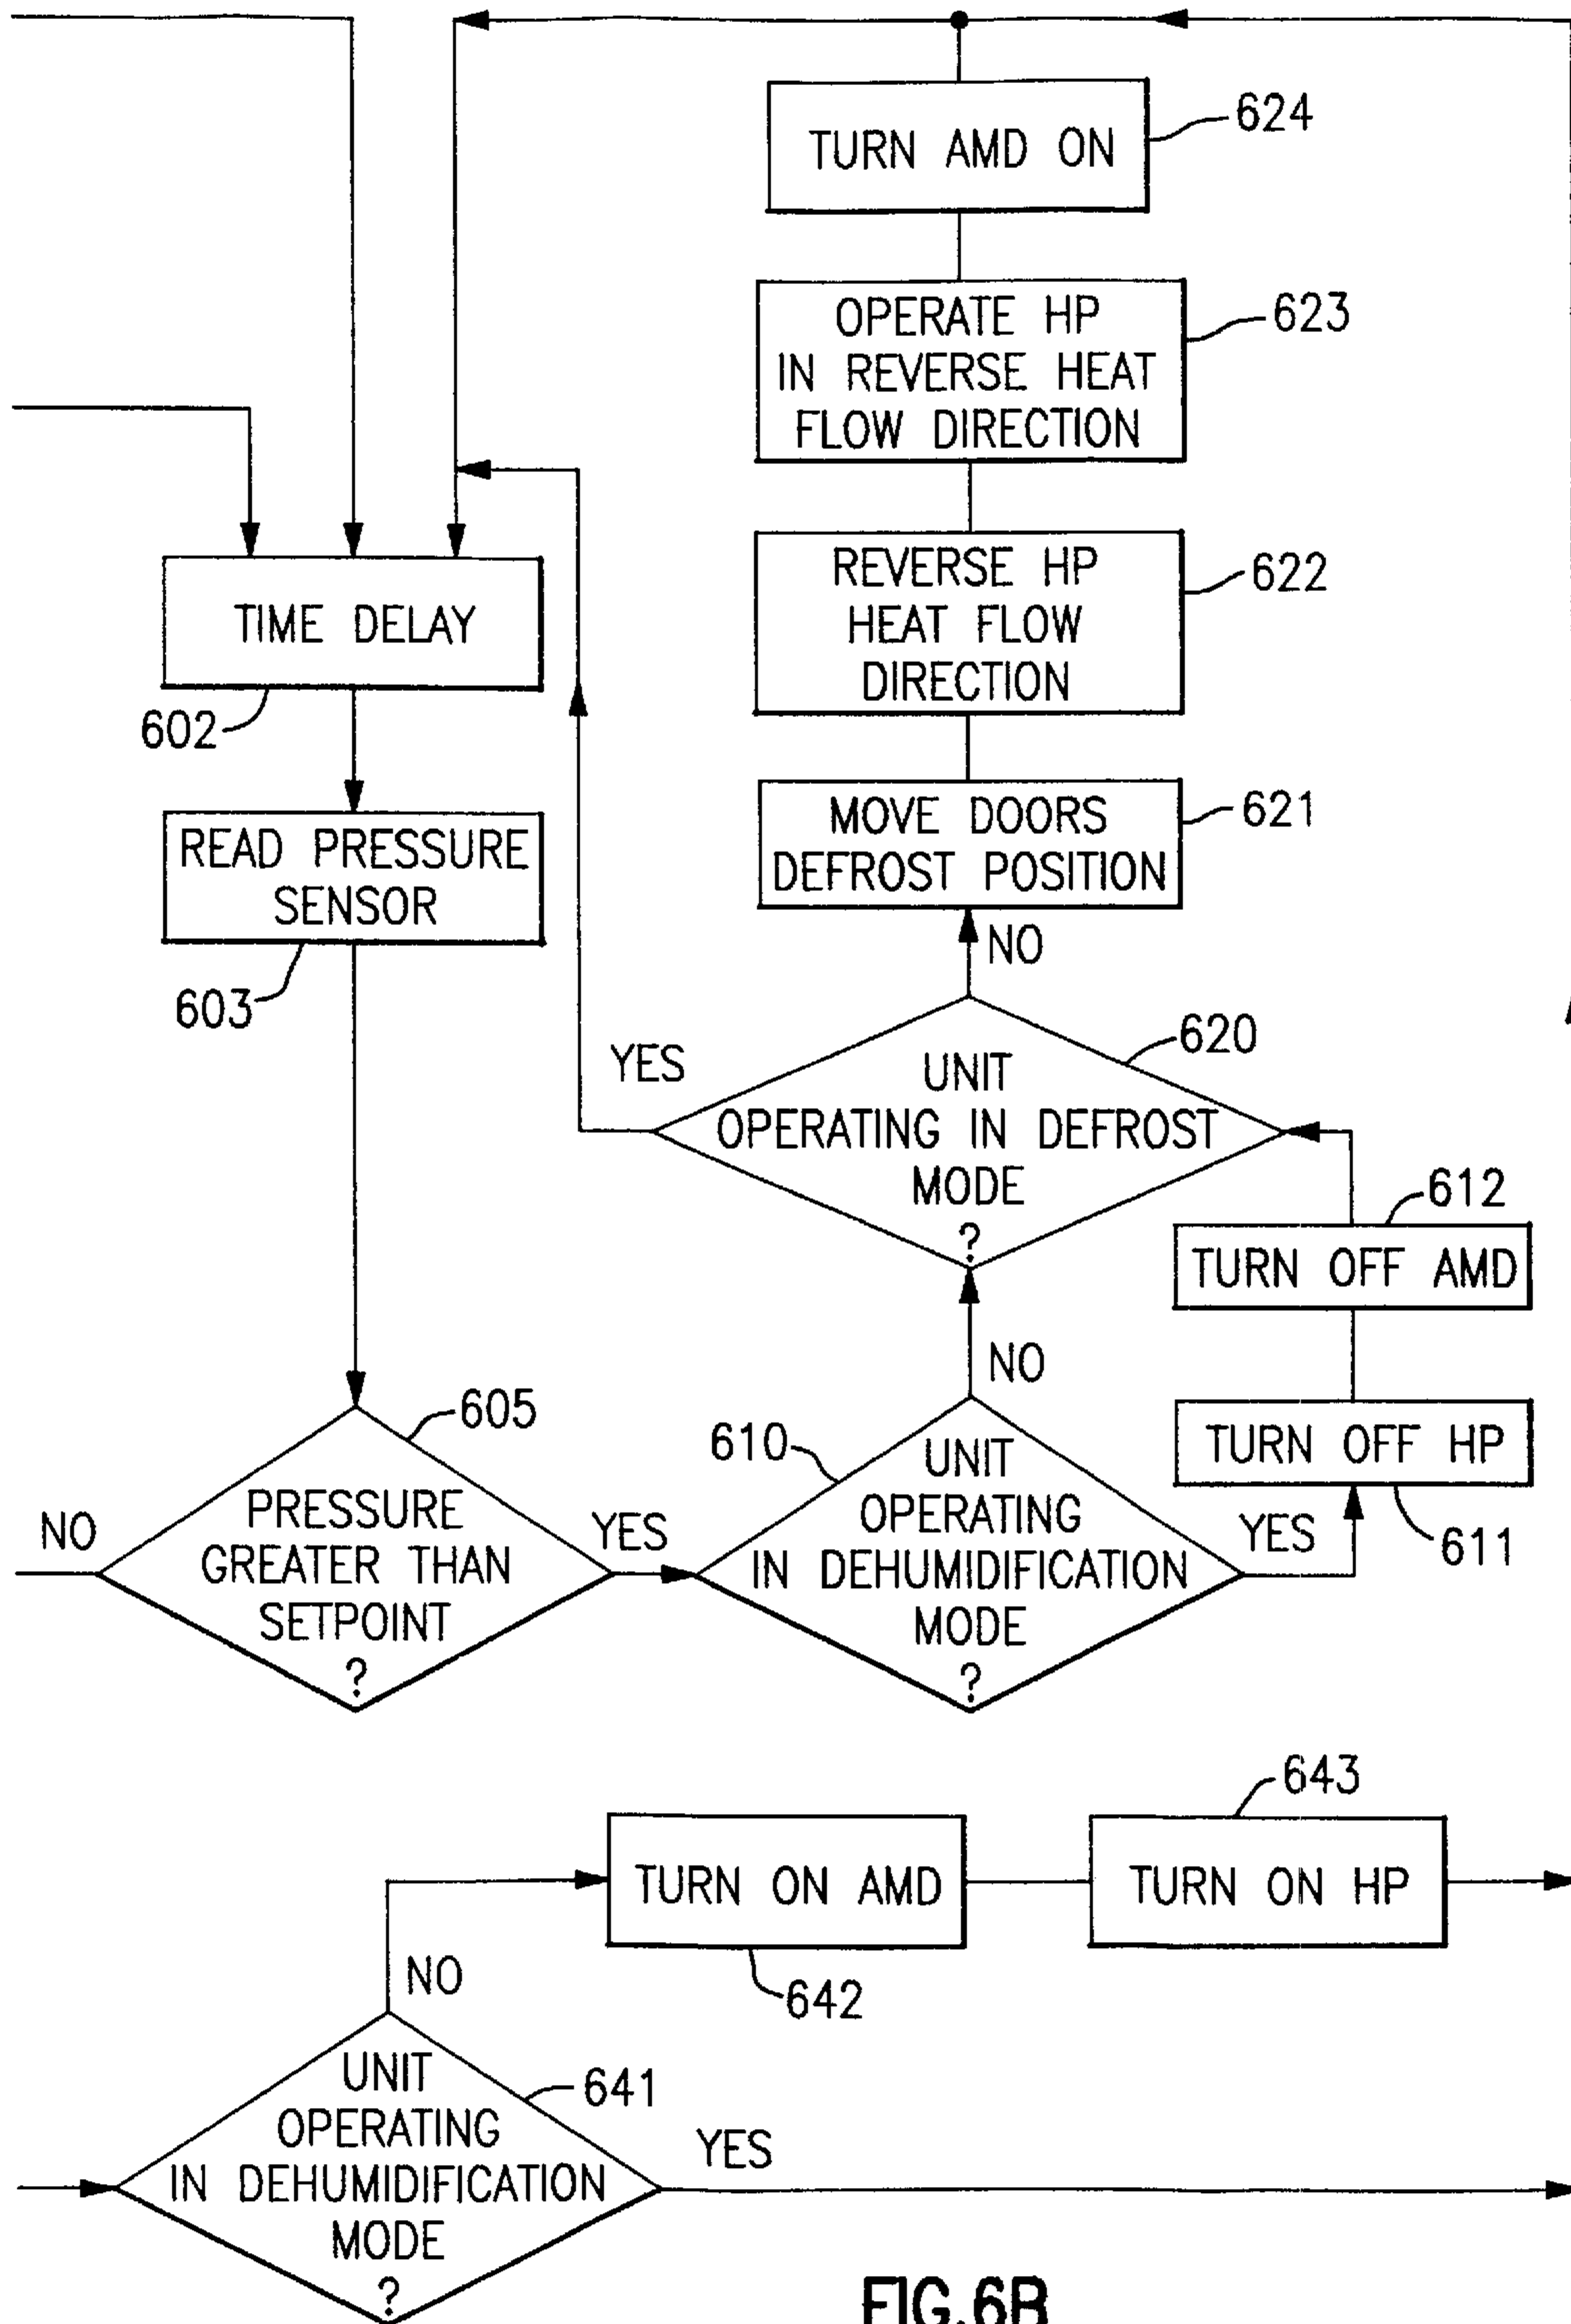 TURN AMD ON
624
OPERATE HP
IN REVERSE HEAT
FLOW DIRECTION
623
REVERSE HP
HEAT FLOW
DIRECTION
622
TIME DELAY
602
MOVE DOORS
DEFROST POSITION
621
READ PRESSURE
SENSOR
603
NO
YES
620
UNIT
OPERATING IN DEFROST
MODE
?
612
TURN OFF AMD
NO
605
610
TURN OFF HP
611
NO
PRESSURE
GREATER THAN
SETPOINT
?
YES
UNIT
OPERATING
IN DEHUMIDIFICATION
MODE
?
YES
643
TURN ON AMD
TURN ON HP
642
NO
641
UNIT
OPERATING
IN DEHUMIDIFICATION
MODE
?
YES
FIG.6B